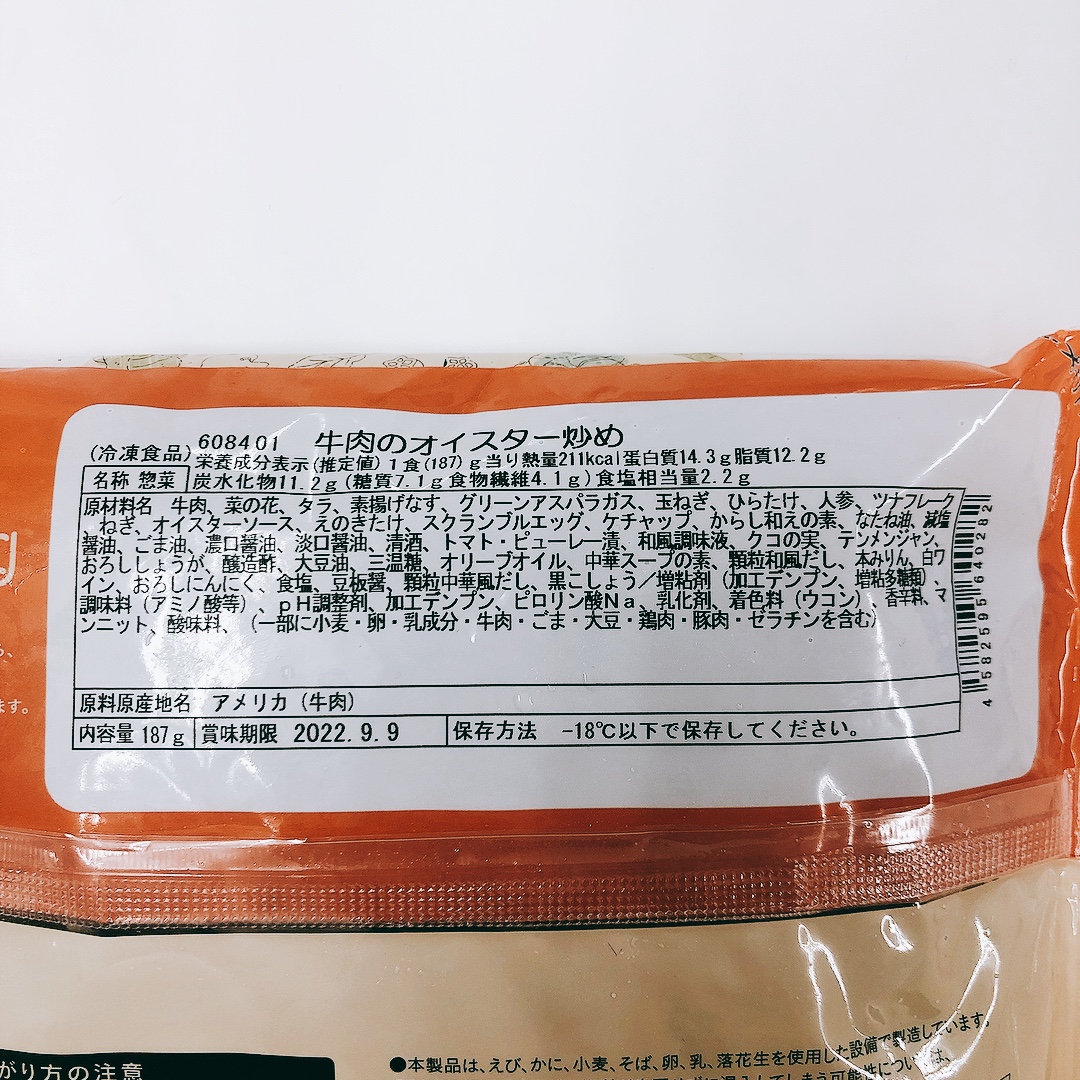 (冷凍食品) 608401 牛肉のオイスター炒め
栄養成分表示(推定値)1食(187)g当り熱量211kcal蛋白質14.3g脂質12.2g
名称 惣菜 炭水化物11.2g(糖質7.1g食物繊維4.1g)食塩相当量2.2g
原材料名 牛肉、菜の花、タラ、素揚げなす、グリーンアスパラガス、玉ねぎ、ひらたけ、人参、ツナフレーク
ねぎ、オイスターソース、えのきたけ、スクランブルエッグ、ケチャップ、からし和えの素、なたね油、減塩
醤油、ごま油、濃口醤油、淡口醤油、清酒、トマト・ピューレー漬、和風調味液、クコの実、テンメンジャン、
おろししょうが、醸造酢、大豆油、三温糖、オリーブオイル、中華スープの素、顆粒和風だし、本みりん、白ワ
イン、おろしにんにく、食塩、豆板醤、顆粒中華風だし、黒こしょう/増粘剤(加工デンプン、増粘多糖類)、
調味料(アミノ酸等)、pH調整剤、加工デンプン、ピロリン酸Na、乳化剤、着色料(ウコン)、香辛料、マ
ンニット、酸味料、(一部に小麦・卵・乳成分・牛肉・ごま・大豆・鶏肉・豚肉・ゼラチンを含む)
原料原産地名 アメリカ(牛肉)
内容量 187g 賞味期限 2022.9.9 保存方法 -18℃以下で保存してください。
4582595640282
ます。
がり方の注意
●本製品は、えび、かに、小麦、そば、卵、乳、落花生を使用した設備で製造しています。